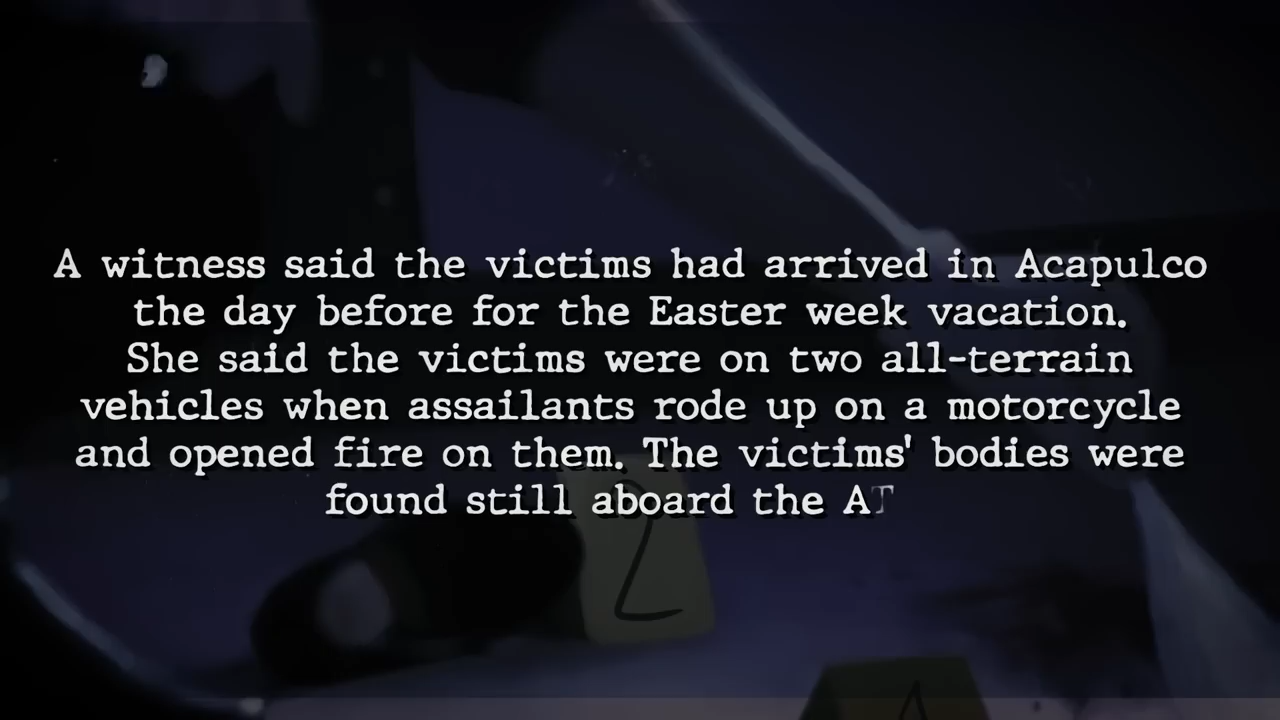 A witness said the victims had arrived in Acapulco
the day before for the Easter week vacation.
She said the victims were on two all-terrain
vehicles when assailants rode up on a motorcycle
and opened fire on them. The victims' bodies were
found still aboard the AT
2